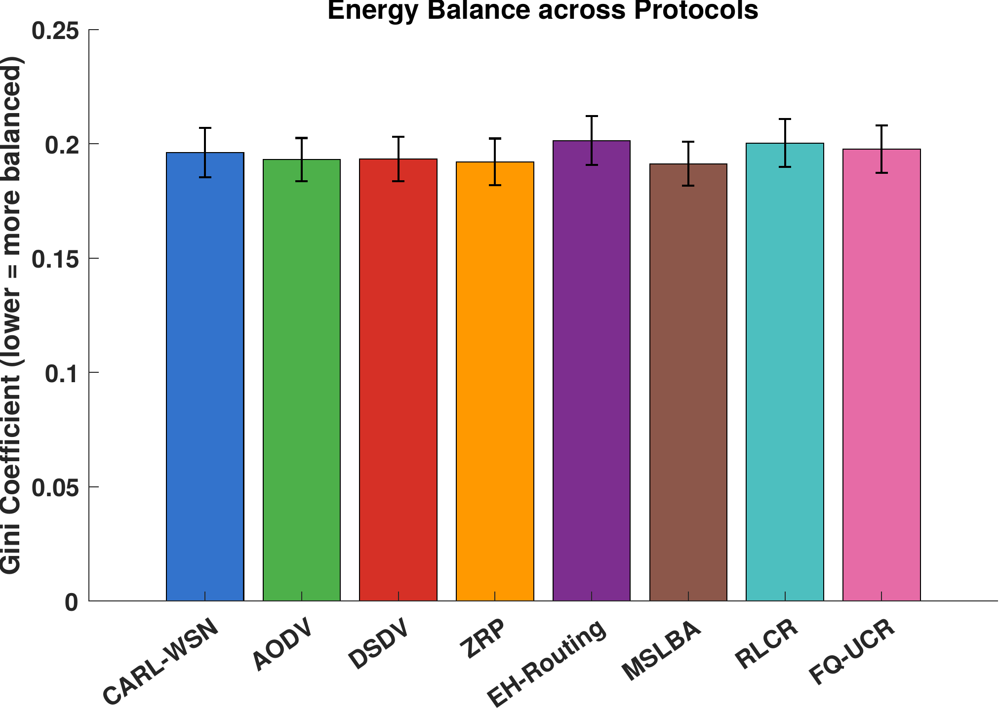 Energy Balance across Protocols
Gini Coefficient (lower = more balanced)
0.25
0.2
0.15
0.1
0.05
0
CARL-WSN
AODV
DSDV
ZRP
EH-Routing
MSLBA
RLCR
FQ-UCR